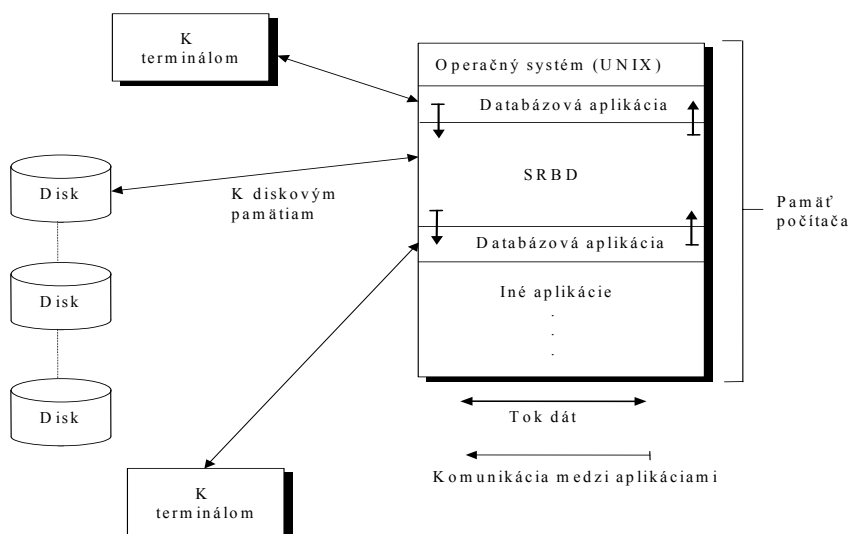 K
terminálom
Operačný systém (UNIX)
Databázová aplikácia
SRBD
Databázová aplikácia
Iné aplikácie
.
.
.
Pamäť
počítača
Disk
K diskovým
pamätiam
Disk
Disk
Tok dát
Komunikácia medzi aplikáciami
K
terminálom